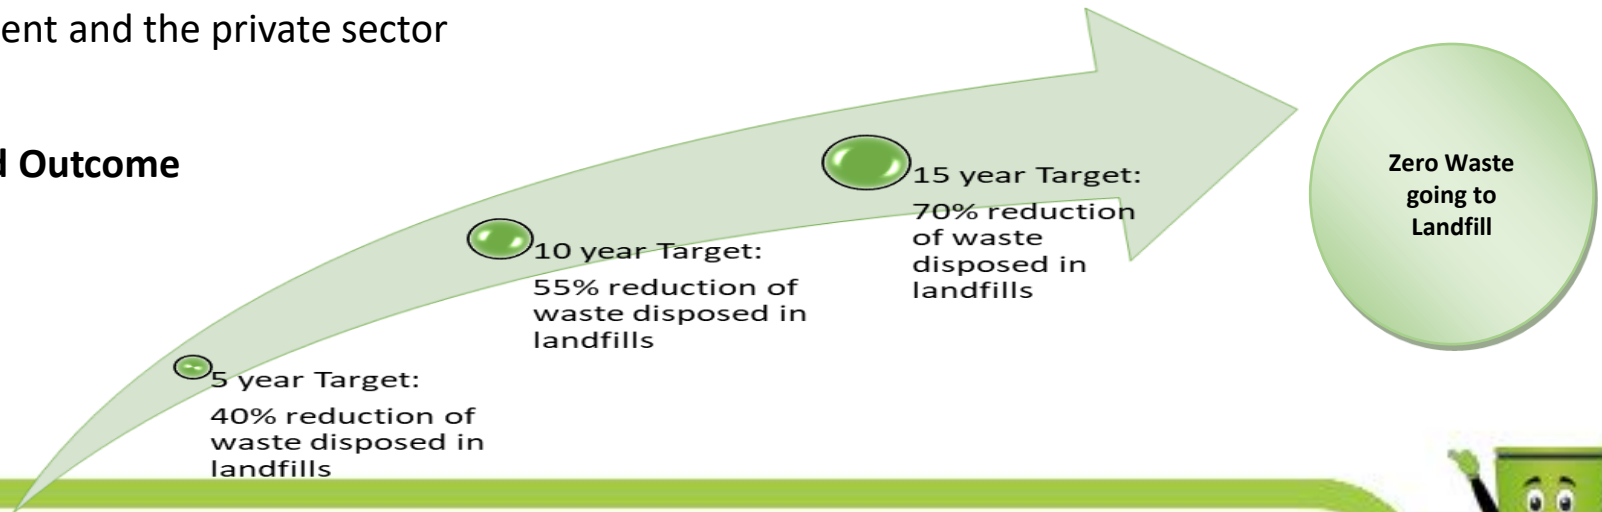 ent and the private sector
d Outcome
5 year Target:
40% reduction of
waste disposed in
landfills
10 year Target:
55% reduction of
waste disposed in
landfills
15 year Target:
70% reduction
of waste
disposed in
landfills
Zero Waste
going to
Landfill